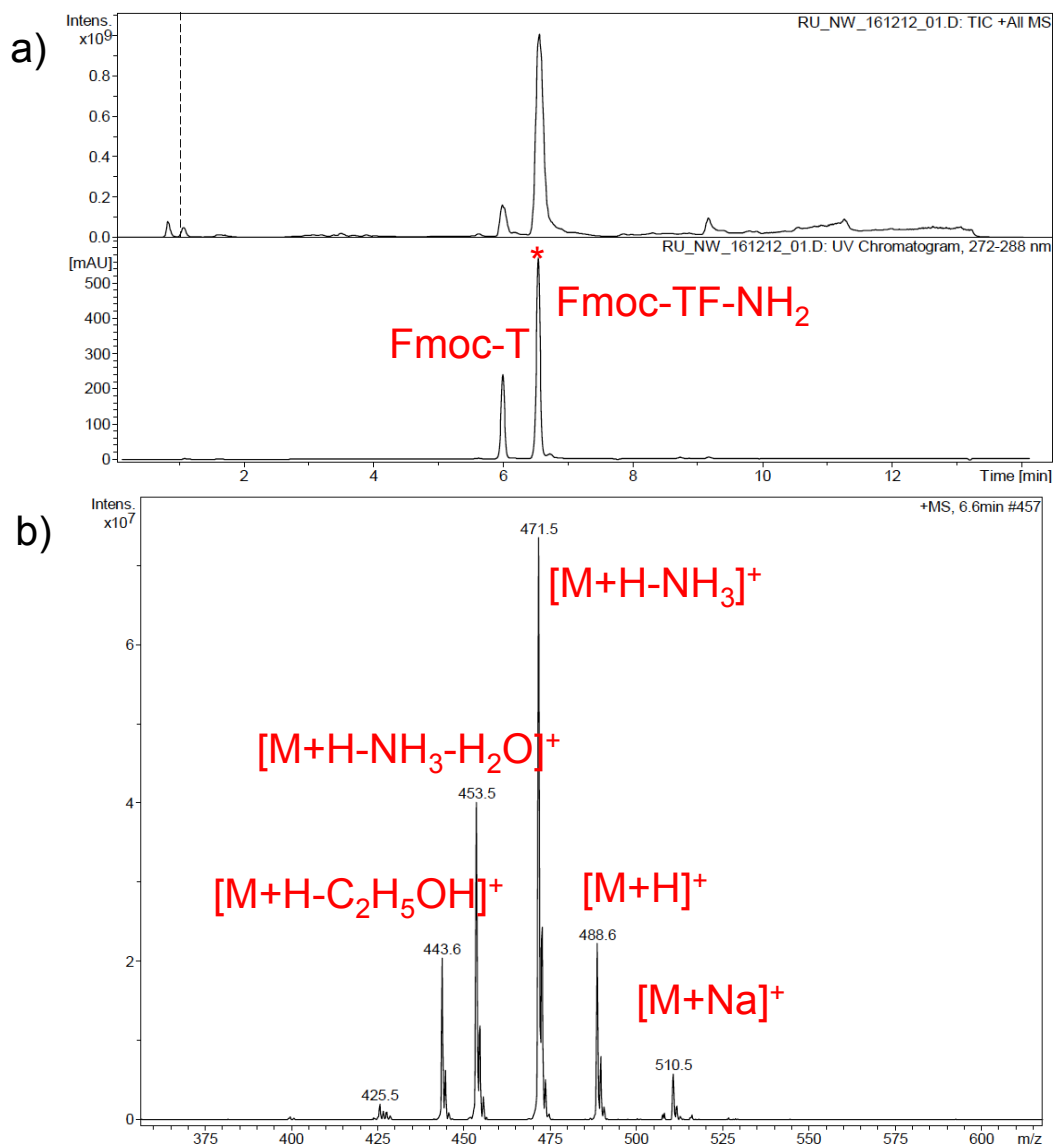 a)
Intens.
x10⁹
RU_NW_161212_01.D: TIC +All MS
0.8
0.6
0.4
0.2
0.0
[mAU]
RU_NW_161212_01.D: UV Chromatogram, 272-288 nm
500
400
300
200
100
0
*
Fmoc-TF-NH₂
Fmoc-T
2 4 6 8 10 12 Time [min]
b)
Intens.
x10⁷
+MS, 6.6min #457
6
4
2
0
471.5
[M+H-NH₃]⁺
[M+H-NH₃-H₂O]⁺
453.5
[M+H-C₂H₅OH]⁺
443.6
[M+H]⁺
488.6
[M+Na]⁺
510.5
425.5
375 400 425 450 475 500 525 550 575 600 m/z